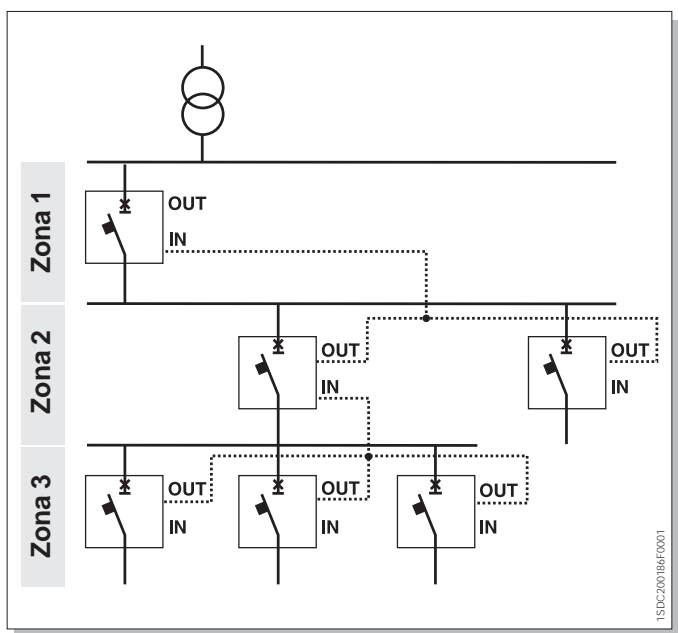 Zona 1
OUT
IN
Zona 2
OUT
IN
OUT
IN
Zona 3
OUT
IN
OUT
IN
OUT
IN
1SDC200186F0001